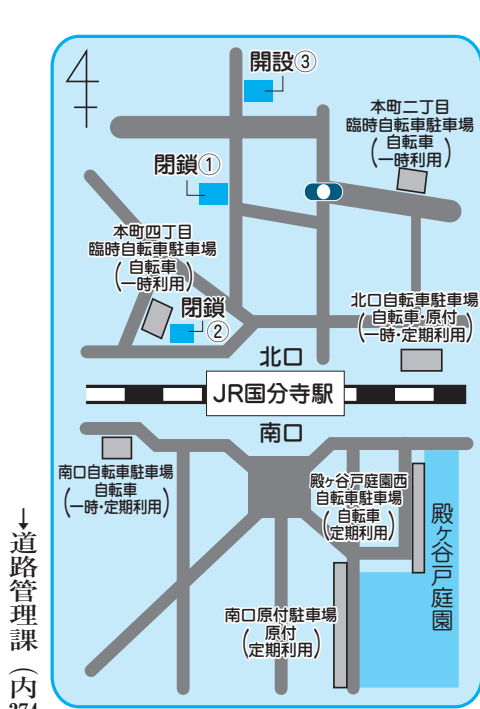 開設③
本町二丁目
臨時自転車駐車場
自転車
(一時利用)
閉鎖①
本町四丁目
臨時自転車駐車場
自転車
(一時利用)
閉鎖
②
北口自転車駐車場
自転車・原付
(一時・定期利用)
北口
JR国分寺駅
南口
南口自転車駐車場
自転車
(一時・定期利用)
殿ヶ谷戸庭園西
自転車駐車場
自転車
(定期利用)
殿ヶ谷戸庭園
南口原付駐車場
原付
(定期利用)
→道路管理課(内